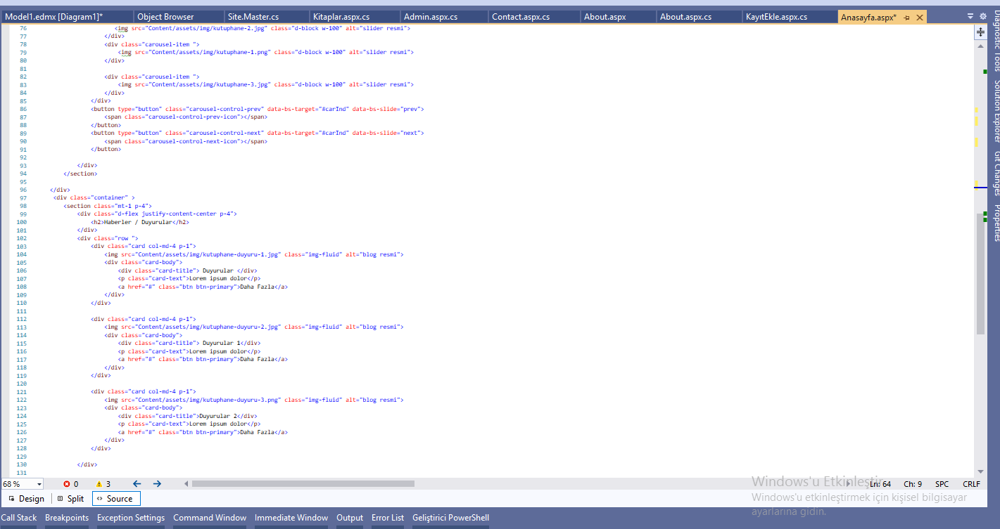 Model1.edmx [Diagram1]* Object Browser Site.Master.cs Kitaplar.aspx.cs Admin.aspx.cs Contact.aspx.cs About.aspx About.aspx.cs KayıtEkle.aspx.cs Anasayfa.aspx*
76 <img src="Content/assets/img/kutuphane-2.jpg" class="d-block w-100" alt="slider resmi">
77 </div>
78 <div class="carousel-item ">
79 <img src="Content/assets/img/kutuphane-1.png" class="d-block w-100" alt="slider resmi">
80 </div>
81
82 <div class="carousel-item ">
83 <img src="Content/assets/img/kutuphane-3.jpg" class="d-block w-100" alt="slider resmi">
84 </div>
85 </div>
86 <button type="button" class="carousel-control-prev" data-bs-target="#carInd" data-bs-slide="prev">
87 <span class="carousel-control-prev-icon"></span>
88 </button>
89 <button type="button" class="carousel-control-next" data-bs-target="#carInd" data-bs-slide="next">
90 <span class="carousel-control-next-icon"></span>
91 </button>
92
93 </div>
94 </section>
95
96 </div>
97 <div class="container" >
98 <section class="mt-1 p-4">
99 <div class="d-flex justify-content-center p-4">
100 <h2>Haberler / Duyurular</h2>
101 </div>
102 <div class="row ">
103 <div class="card col-md-4 p-1">
104 <img src="Content/assets/img/kutuphane-duyuru-1.jpg" class="img-fluid" alt="blog resmi">
105 <div class="card-body">
106 <div class="card-title"> Duyurular </div>
107 <p class="card-text">Lorem ipsum dolor</p>
108 <a href="#" class="btn btn-primary">Daha Fazla</a>
109 </div>
110 </div>
111
112 <div class="card col-md-4 p-1">
113 <img src="Content/assets/img/kutuphane-duyuru-2.jpg" class="img-fluid" alt="blog resmi">
114 <div class="card-body">
115 <div class="card-title"> Duyurular 1</div>
116 <p class="card-text">Lorem ipsum dolor</p>
117 <a href="#" class="btn btn-primary">Daha Fazla</a>
118 </div>
119 </div>
120
121 <div class="card col-md-4 p-1">
122 <img src="Content/assets/img/kutuphane-duyuru-3.png" class="img-fluid" alt="blog resmi">
123 <div class="card-body">
124 <div class="card-title">Duyurular 2</div>
125 <p class="card-text">Lorem ipsum dolor</p>
126 <a href="#" class="btn btn-primary">Daha Fazla</a>
127 </div>
128 </div>
129
130 </div>
131
Diagnostic Tools
Solution Explorer
Git Changes
Properties
68 % 0 3 Ln: 64 Ch: 9 SPC CRLF
Windows'u Etkinleştir
Windows'u etkinleştirmek için kişisel bilgisayar
ayarlarına gidin.
Design Split Source
Call Stack Breakpoints Exception Settings Command Window Immediate Window Output Error List Geliştirici PowerShell